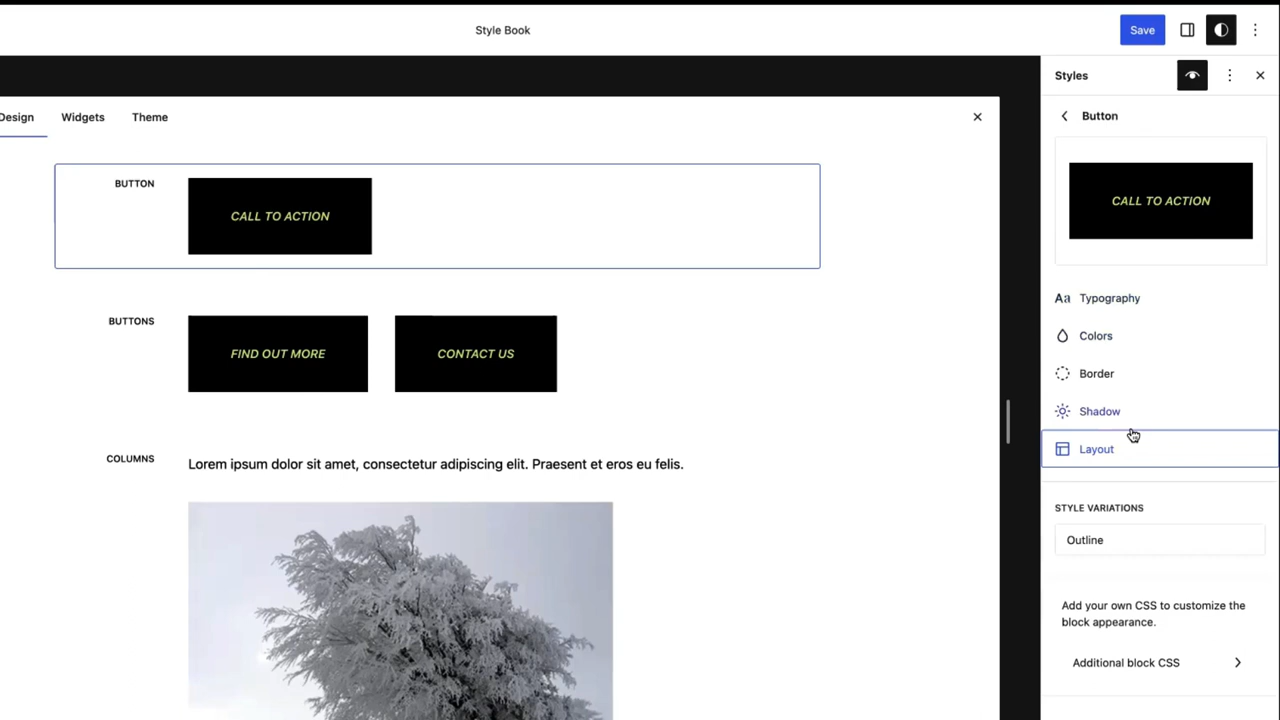 Style Book
Save
Styles
Design
Widgets
Theme
Button
BUTTON
CALL TO ACTION
CALL TO ACTION
Aa Typography
Colors
Border
Shadow
Layout
BUTTONS
FIND OUT MORE
CONTACT US
COLUMNS
Lorem ipsum dolor sit amet, consectetur adipiscing elit. Praesent et eros eu felis.
STYLE VARIATIONS
Outline
Add your own CSS to customize the
block appearance.
Additional block CSS